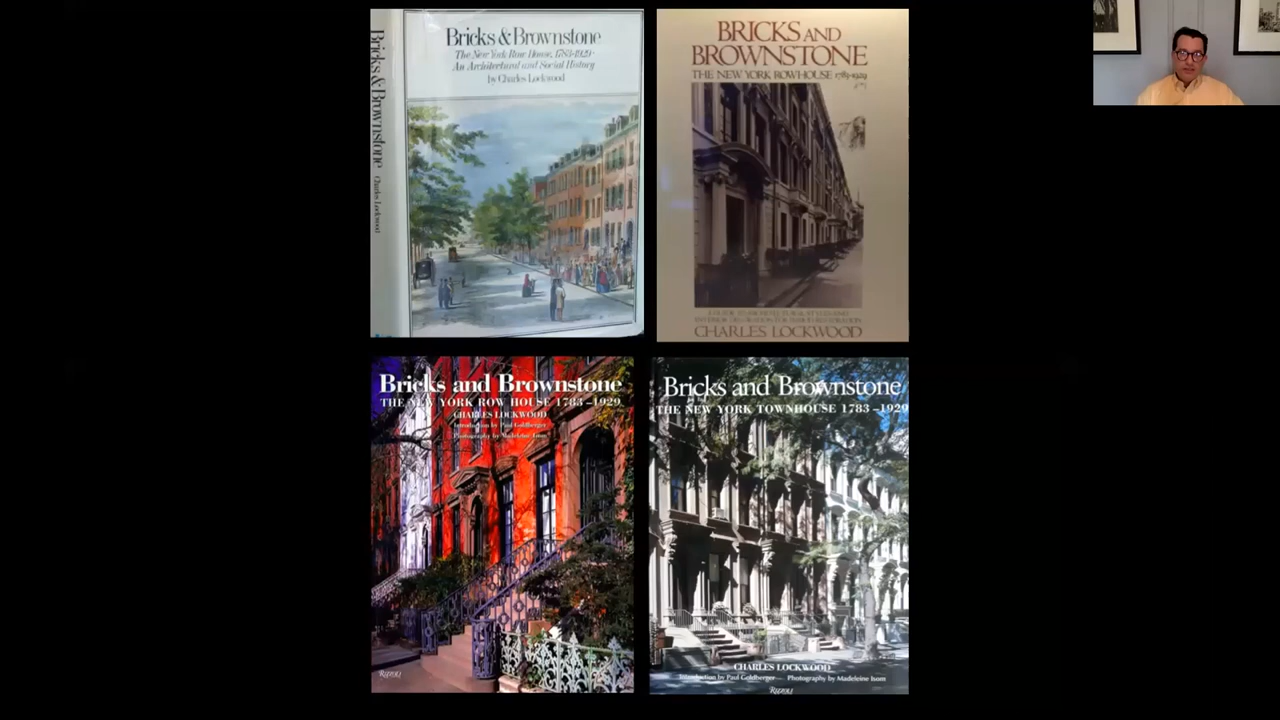 Bricks & Brownstone
The New York Row House, 1783-1929-
An Architectural and Social History
by Charles Lockwood
Bricks & Brownstone Charles Lockwood
BRICKS AND
BROWNSTONE
THE NEW YORK ROWHOUSE 1783-1929
CHARLES LOCKWOOD
Bricks and Brownstone
THE NEW YORK ROW HOUSE 1783-1929
CHARLES LOCKWOOD
Introduction by Paul Goldberger
Photography by Madeleine Isom
Rizzoli
Bricks and Brownstone
THE NEW YORK TOWNHOUSE 1783-1929
CHARLES LOCKWOOD
Introduction by Paul Goldberger Photography by Madeleine Isom
Rizzoli